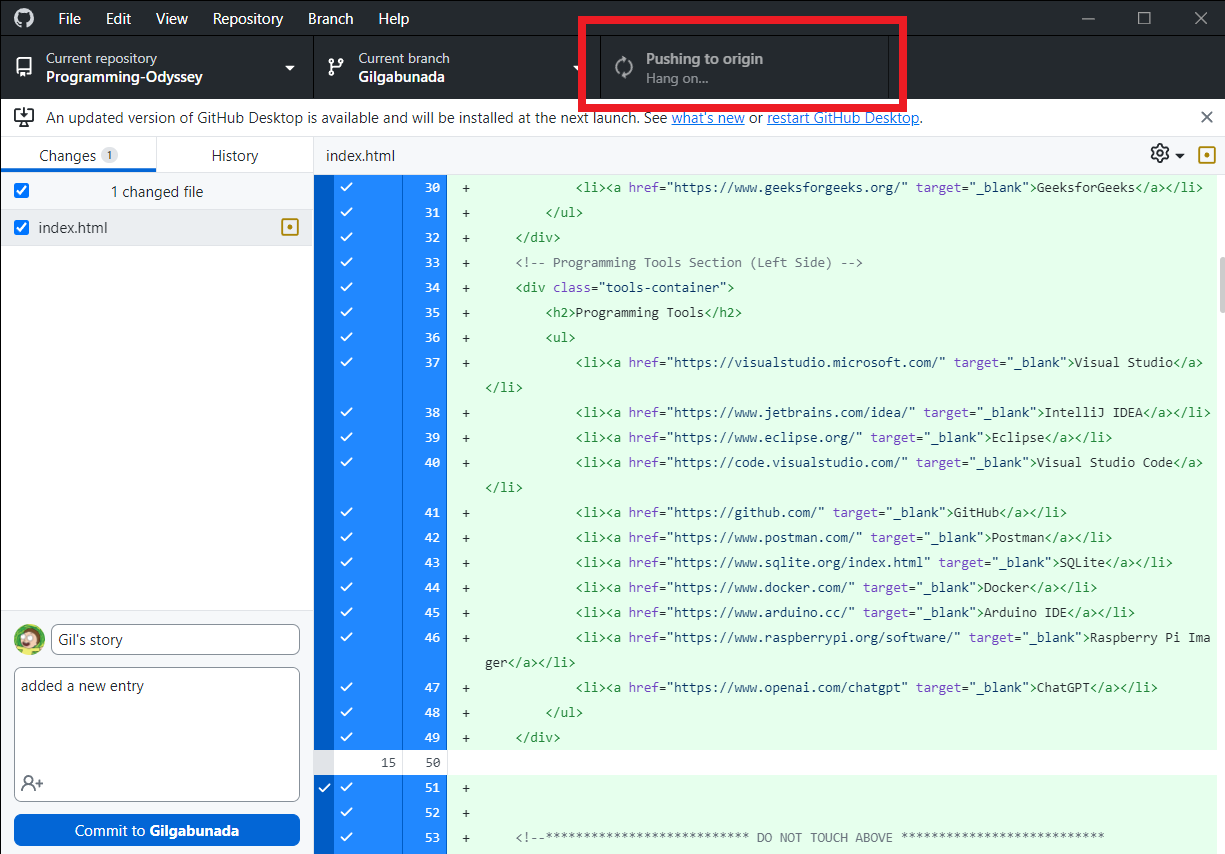 File Edit View Repository Branch Help
Current repository
Programming-Odyssey
Current branch
Gilgabunada
Pushing to origin
Hang on...
An updated version of GitHub Desktop is available and will be installed at the next launch. See what's new or restart GitHub Desktop.
Changes 1
History
index.html
1 changed file
index.html
30 + <li><a href="https://www.geeksforgeeks.org/" target="_blank">GeeksforGeeks</a></li>
31 + </ul>
32 + </div>
33 + <!-- Programming Tools Section (Left Side) -->
34 + <div class="tools-container">
35 + <h2>Programming Tools</h2>
36 + <ul>
37 + <li><a href="https://visualstudio.microsoft.com/" target="_blank">Visual Studio</a>
</li>
38 + <li><a href="https://www.jetbrains.com/idea/" target="_blank">IntelliJ IDEA</a></li>
39 + <li><a href="https://www.eclipse.org/" target="_blank">Eclipse</a></li>
40 + <li><a href="https://code.visualstudio.com/" target="_blank">Visual Studio Code</a>
</li>
41 + <li><a href="https://github.com/" target="_blank">GitHub</a></li>
42 + <li><a href="https://www.postman.com/" target="_blank">Postman</a></li>
43 + <li><a href="https://www.sqlite.org/index.html" target="_blank">SQLite</a></li>
44 + <li><a href="https://www.docker.com/" target="_blank">Docker</a></li>
45 + <li><a href="https://www.arduino.cc/" target="_blank">Arduino IDE</a></li>
46 + <li><a href="https://www.raspberrypi.org/software/" target="_blank">Raspberry Pi Ima
ger</a></li>
47 + <li><a href="https://www.openai.com/chatgpt" target="_blank">ChatGPT</a></li>
48 + </ul>
49 + </div>
15 50
51 +
52 +
53 + <!--*************************** DO NOT TOUCH ABOVE ***************************
Gil's story
added a new entry
Commit to Gilgabunada